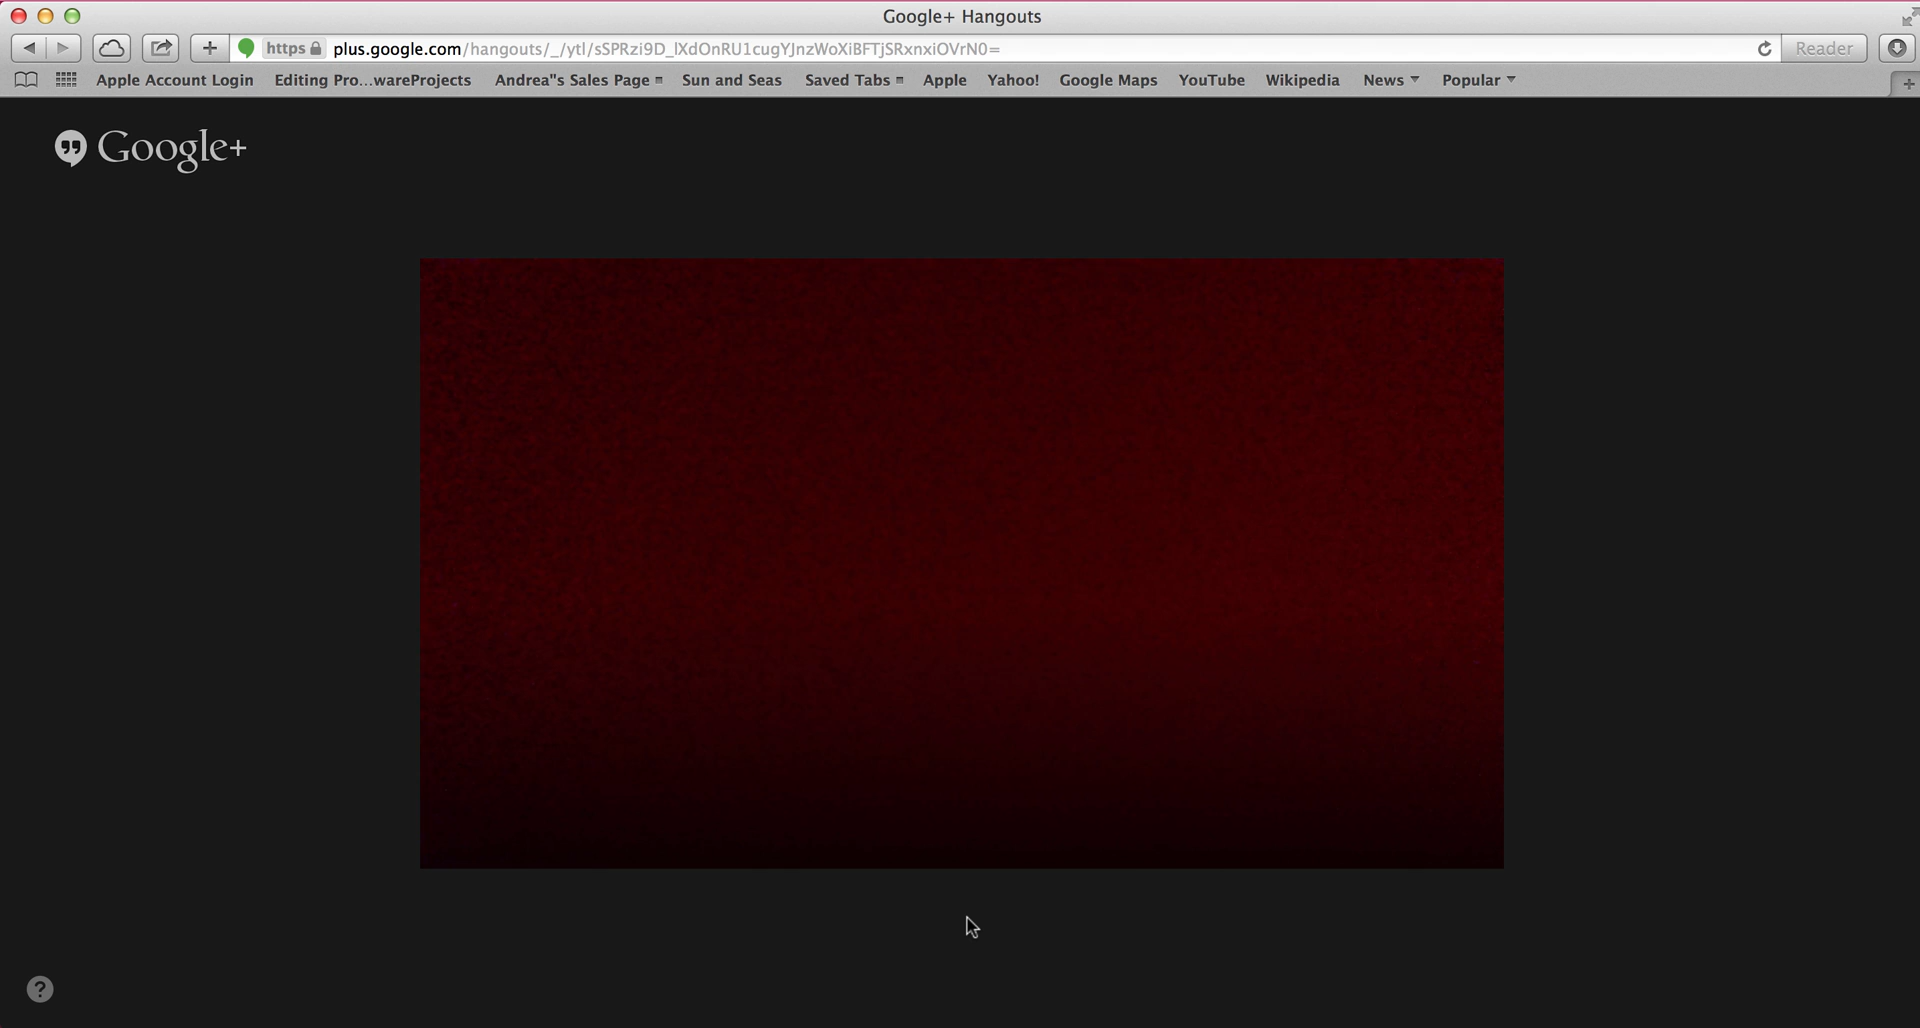 Google+ Hangouts
https plus.google.com/hangouts/_/ytl/sSPRzi9D_lXdOnRU1cugYJnzWoXiBFTjSRxnxiOVrN0=
Reader
Apple Account Login Editing Pro...wareProjects Andrea"s Sales Page Sun and Seas Saved Tabs Apple Yahoo! Google Maps YouTube Wikipedia News Popular
Google+
?